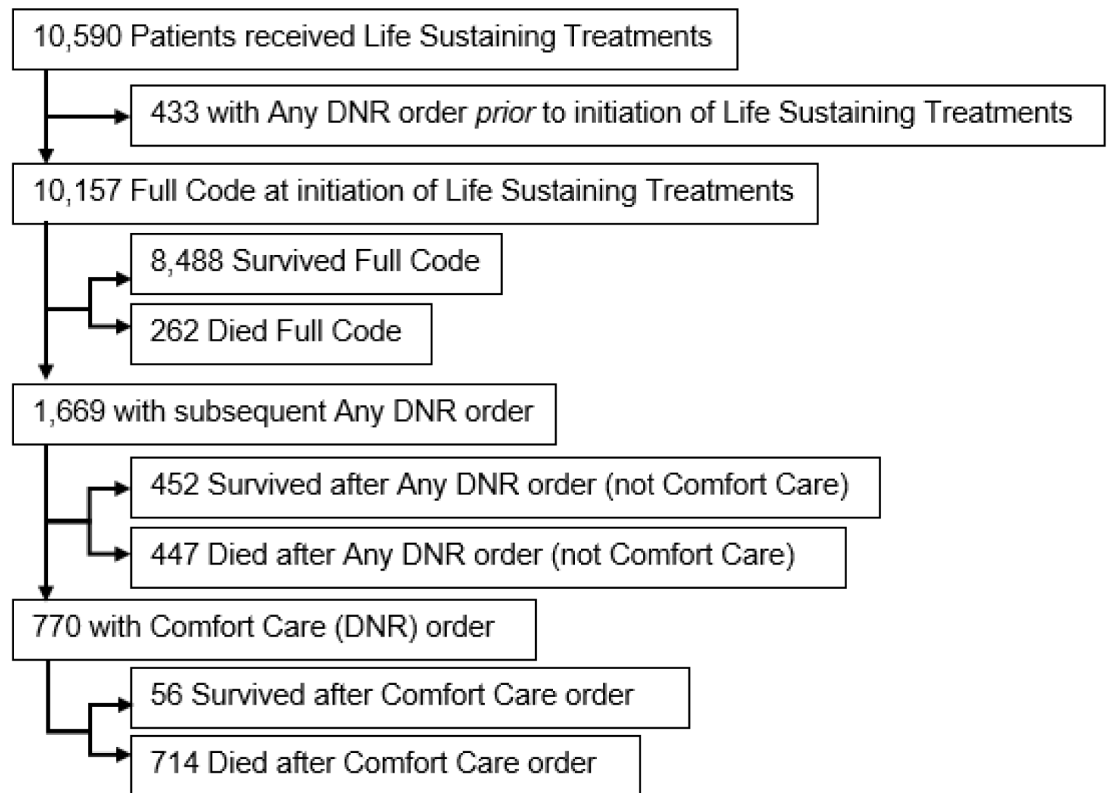 10,590 Patients received Life Sustaining Treatments
433 with Any DNR order prior to initiation of Life Sustaining Treatments
10,157 Full Code at initiation of Life Sustaining Treatments
8,488 Survived Full Code
262 Died Full Code
1,669 with subsequent Any DNR order
452 Survived after Any DNR order (not Comfort Care)
447 Died after Any DNR order (not Comfort Care)
770 with Comfort Care (DNR) order
56 Survived after Comfort Care order
714 Died after Comfort Care order